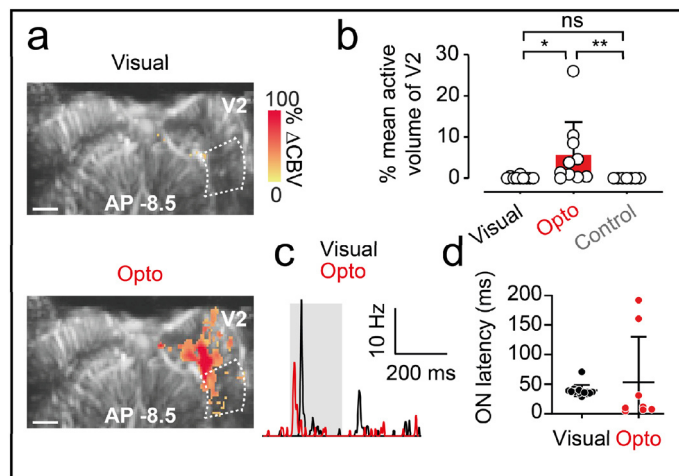 a
Visual
V2
AP -8.5
100
% ΔCBV
0
Opto
V2
AP -8.5
b
ns
* **
% mean active
volume of V2
30
20
10
0
Visual
Opto
Control
c
Visual
Opto
10 Hz
200 ms
d
ON latency (ms)
200
150
100
50
0
Visual Opto